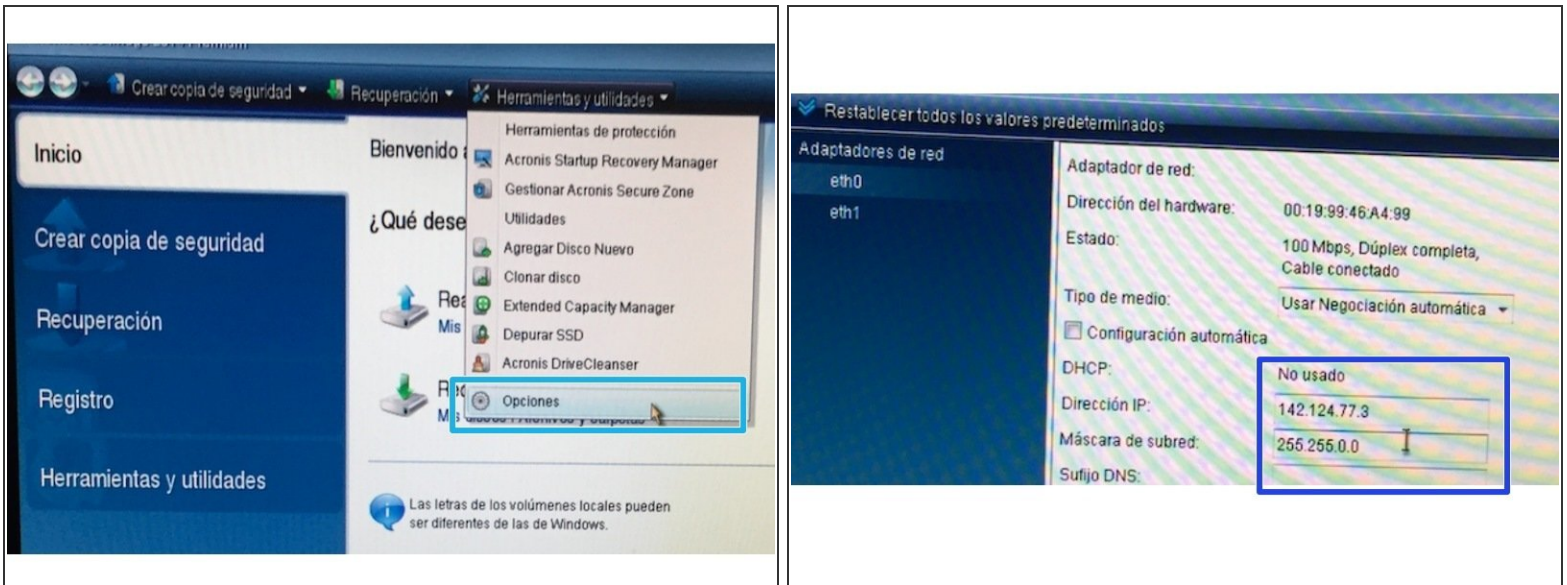 Crear copia de seguridad
Recuperación
Herramientas y utilidades
Inicio
Crear copia de seguridad
Recuperación
Registro
Herramientas y utilidades
Bienvenido
¿Qué dese
Rea
Mis
Mis
Herramientas de protección
Acronis Startup Recovery Manager
Gestionar Acronis Secure Zone
Utilidades
Agregar Disco Nuevo
Clonar disco
Extended Capacity Manager
Depurar SSD
Acronis DriveCleanser
Opciones
Las letras de los volúmenes locales pueden
ser diferentes de las de Windows.
Restablecer todos los valores predeterminados
Adaptadores de red
eth0
eth1
Adaptador de red:
Dirección del hardware: 00:19:99:46:A4:99
Estado: 100 Mbps, Dúplex completa,
Cable conectado
Tipo de medio: Usar Negociación automática
Configuración automática
DHCP: No usado
Dirección IP: 142.124.77.3
Máscara de subred: 255.255.0.0
Sufijo DNS: